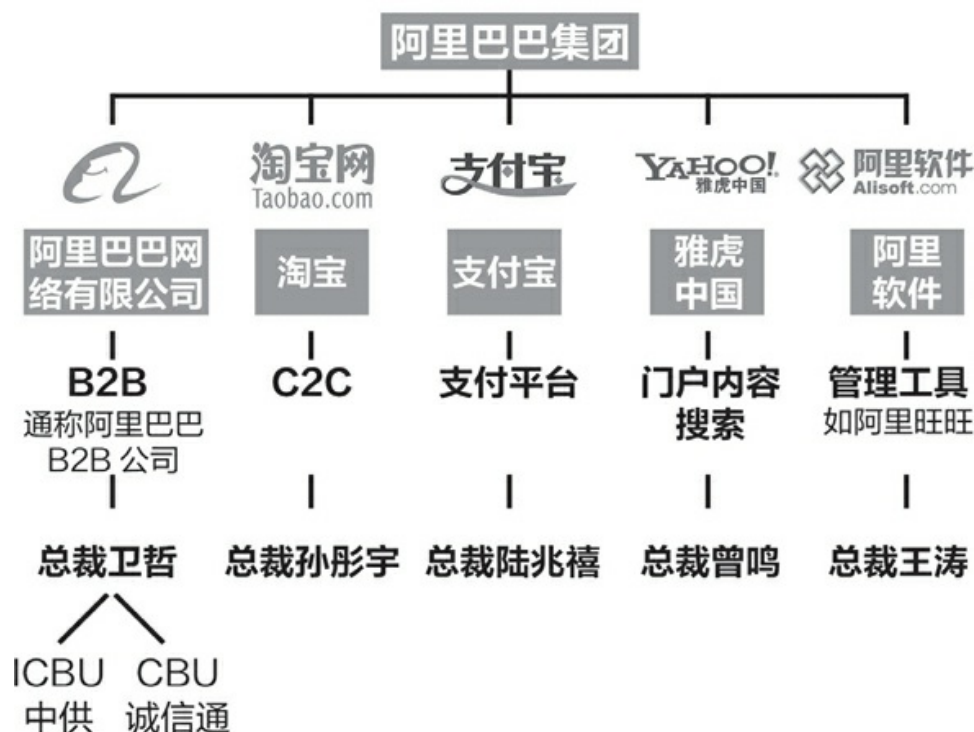 阿里巴巴集团
淘宝网
Taobao.com
支付宝
YAHOO!
雅虎中国
阿里软件
Alisoft.com
阿里巴巴网
络有限公司
淘宝
支付宝
雅虎
中国
阿里
软件
B2B
通称阿里巴巴
B2B 公司
C2C
支付平台
门户内容
搜索
管理工具
如阿里旺旺
总裁卫哲
总裁孙彤宇
总裁陆兆禧
总裁曾鸣
总裁王涛
ICBU
中供
CBU
诚信通